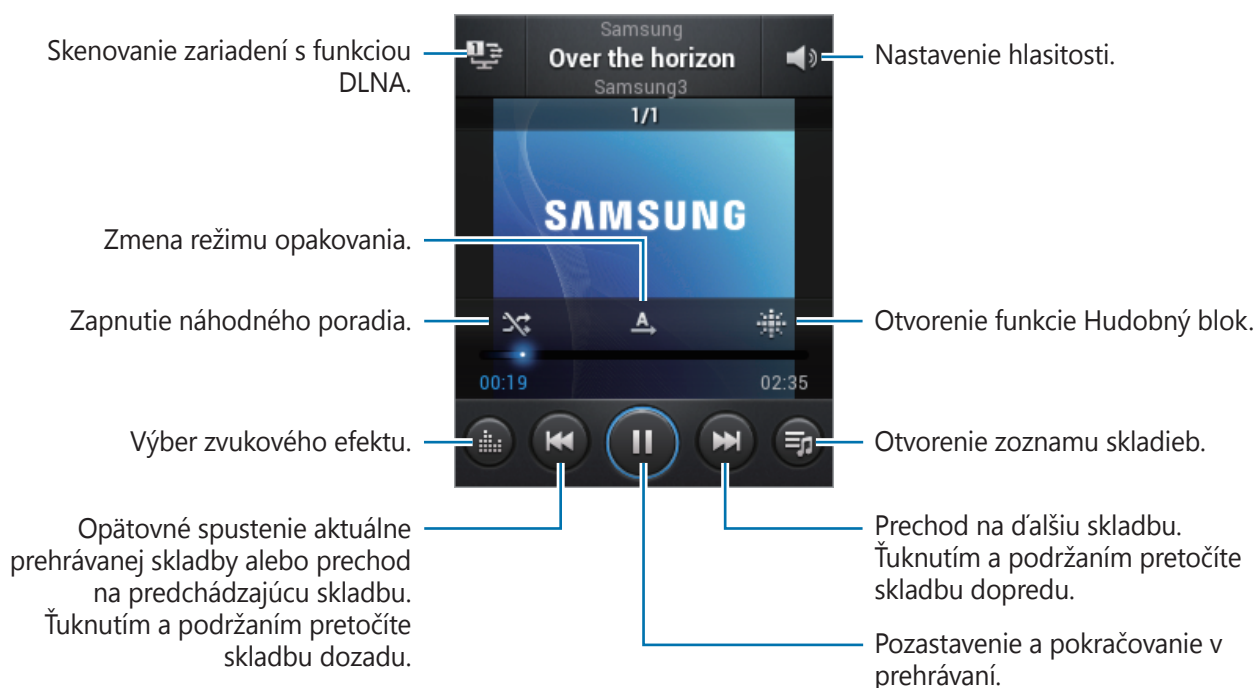 Skenovanie zariadení s funkciou
DLNA.
Samsung
Over the horizon
Samsung3
Nastavenie hlasitosti.
1/1
SAMSUNG
Zmena režimu opakovania.
Zapnutie náhodného poradia.
A
Otvorenie funkcie Hudobný blok.
00:19
02:35
Výber zvukového efektu.
Otvorenie zoznamu skladieb.
Opätovné spustenie aktuálne
prehrávanej skladby alebo prechod
na predchádzajúcu skladbu.
Ťuknutím a podržaním pretočíte
skladbu dozadu.
Prechod na ďalšiu skladbu.
Ťuknutím a podržaním pretočíte
skladbu dopredu.
Pozastavenie a pokračovanie v
prehrávaní.